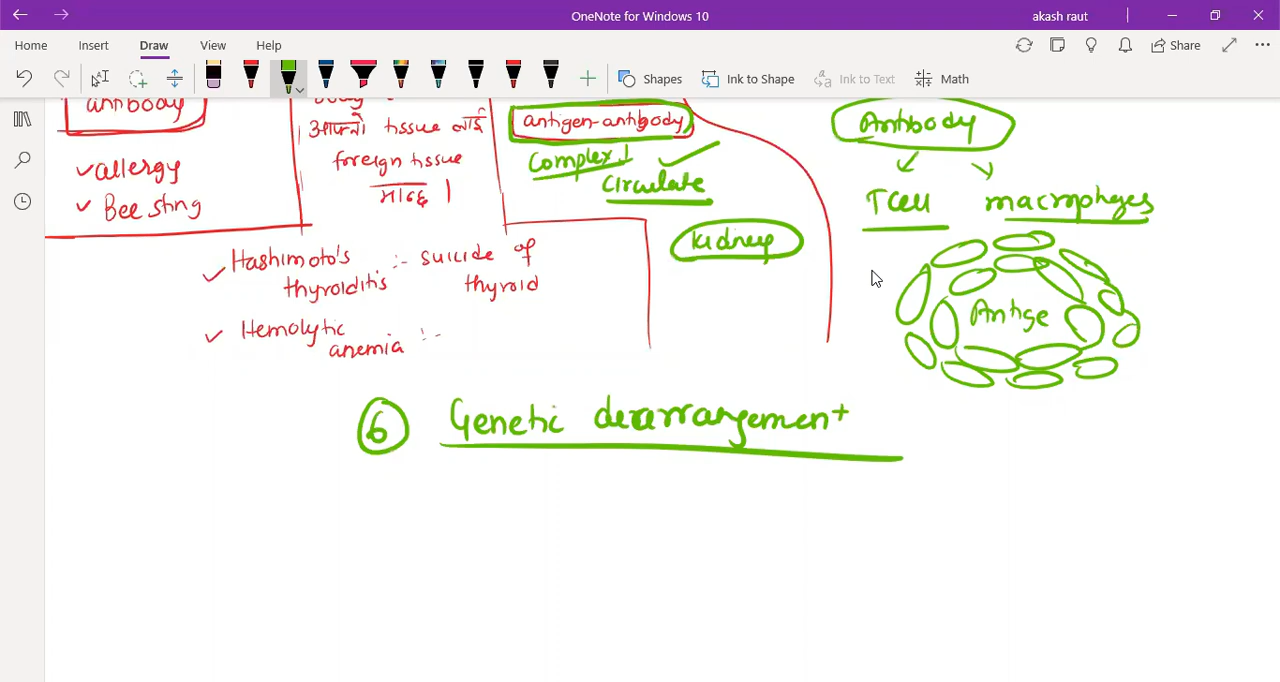 OneNote for Windows 10
akash raut
Home Insert Draw View Help
Share
Shapes
Ink to Shape
Ink to Text
Math
antibody
✓ allergy
✓ Bee sting
tissue
foreign tissue
antigen-antibody
Complex ↓
Circulate ✓
kidney
Antibody
T Cell
macrophages
Antige
✓ Hashimoto's
thyroiditis :- suicide of
thyroid
✓ Hemolytic
anemia :-
6 Genetic derarrangement